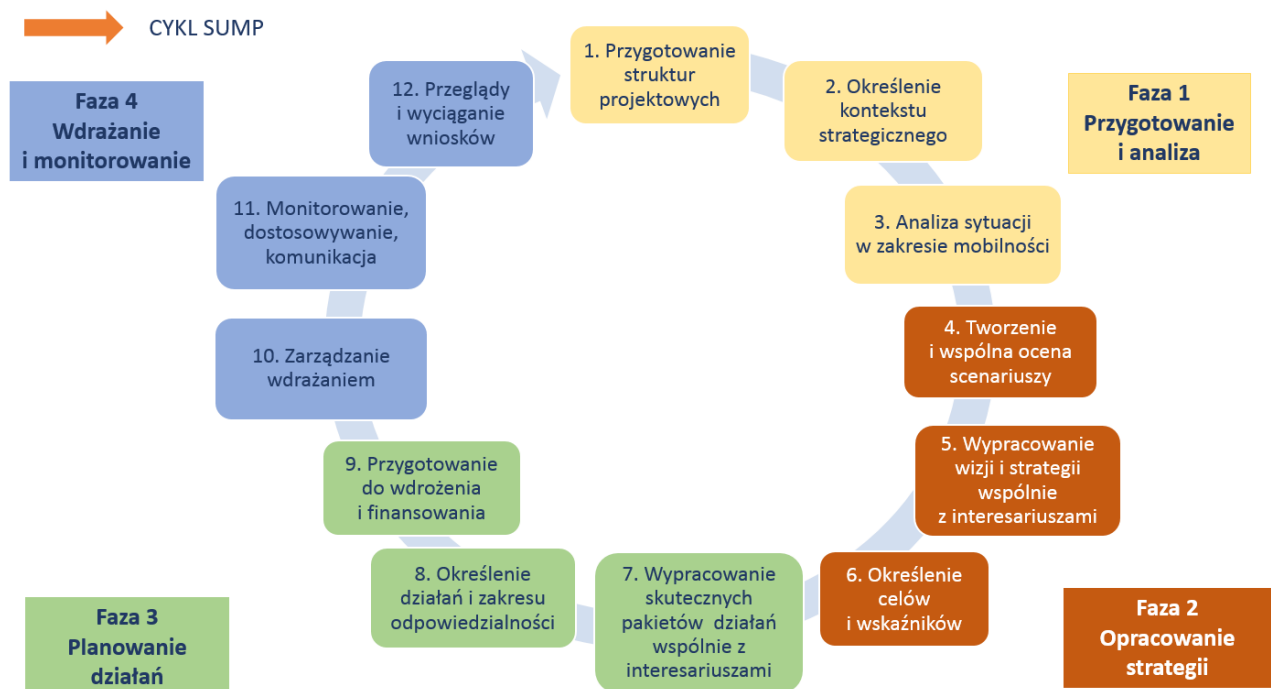 CYKL SUMP
Faza 1
Przygotowanie
i analiza
1. Przygotowanie
struktur
projektowych
2. Określenie
kontekstu
strategicznego
3. Analiza sytuacji
w zakresie mobilności
4. Tworzenie
i wspólna ocena
scenariuszy
5. Wypracowanie
wizji i strategii
wspólnie
z interesariuszami
6. Określenie
celów
i wskaźników
Faza 2
Opracowanie
strategii
7. Wypracowanie
skutecznych
pakietów działań
wspólnie z
interesariuszami
8. Określenie
działań i zakresu
odpowiedzialności
9. Przygotowanie
do wdrożenia
i finansowania
Faza 3
Planowanie
działań
10. Zarządzanie
wdrażaniem
11. Monitorowanie,
dostosowywanie,
komunikacja
12. Przeglądy
i wyciąganie
wniosków
Faza 4
Wdrażanie
i monitorowanie